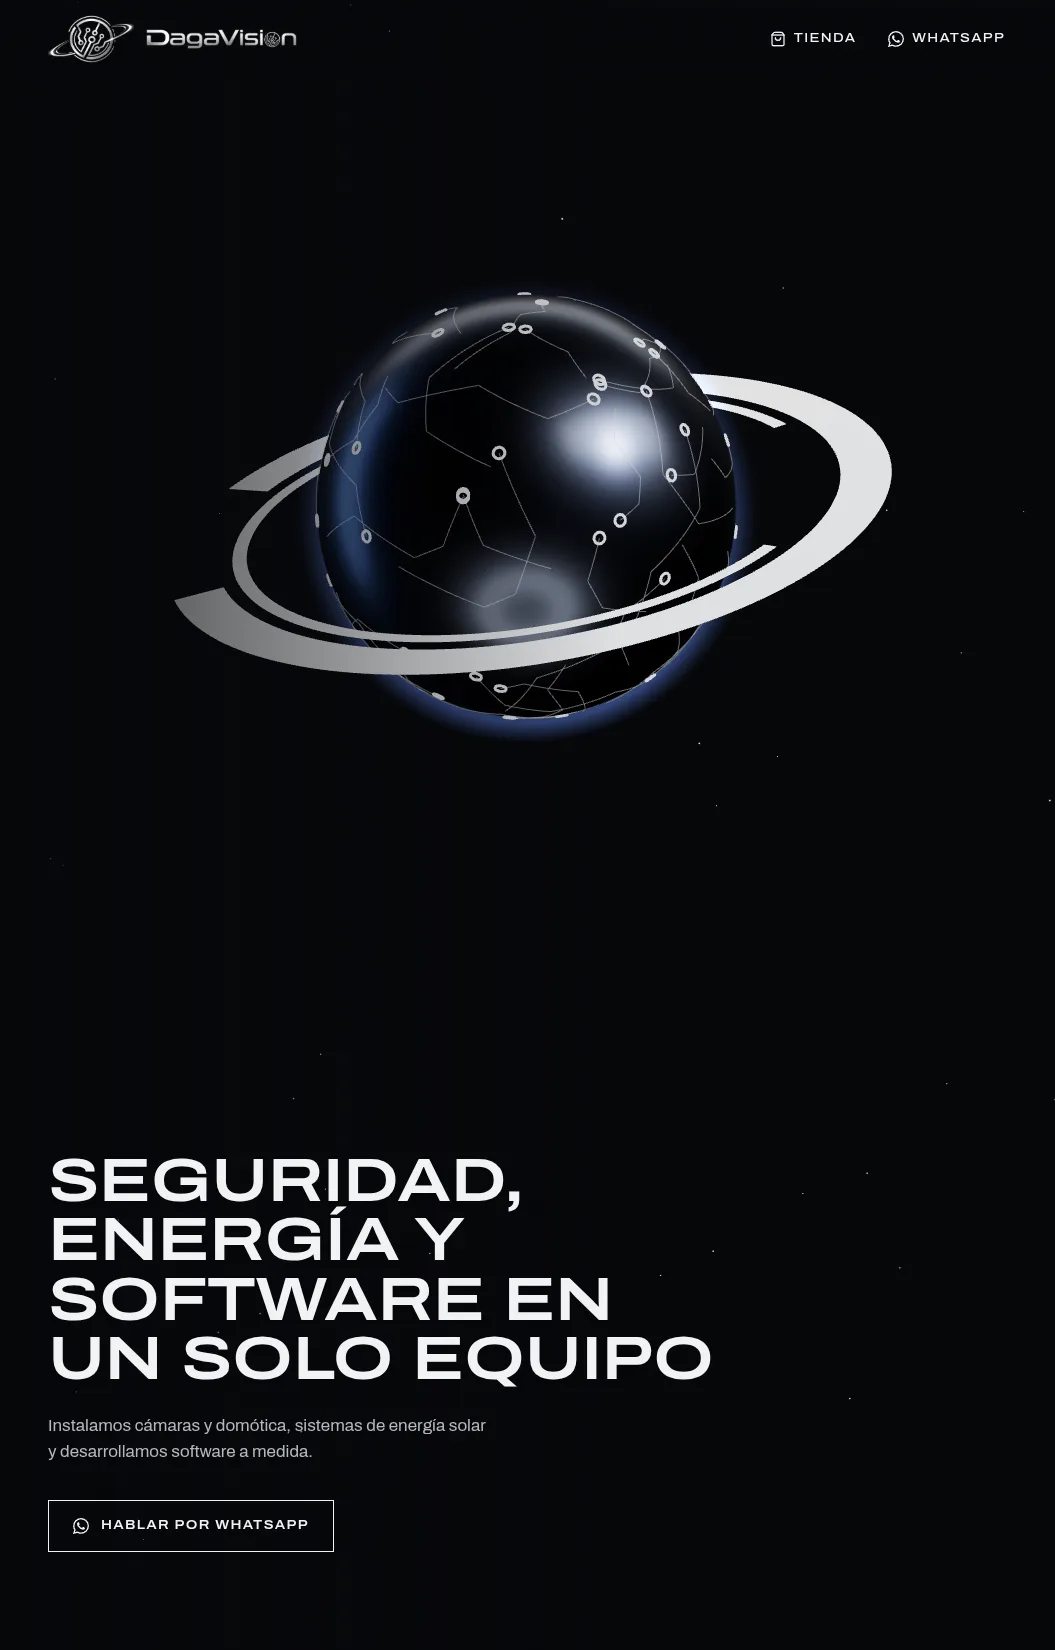 DagaVision
TIENDA
WHATSAPP
SEGURIDAD,
ENERGÍA Y
SOFTWARE EN
UN SOLO EQUIPO
Instalamos cámaras y domótica, sistemas de energía solar
y desarrollamos software a medida.
HABLAR POR WHATSAPP